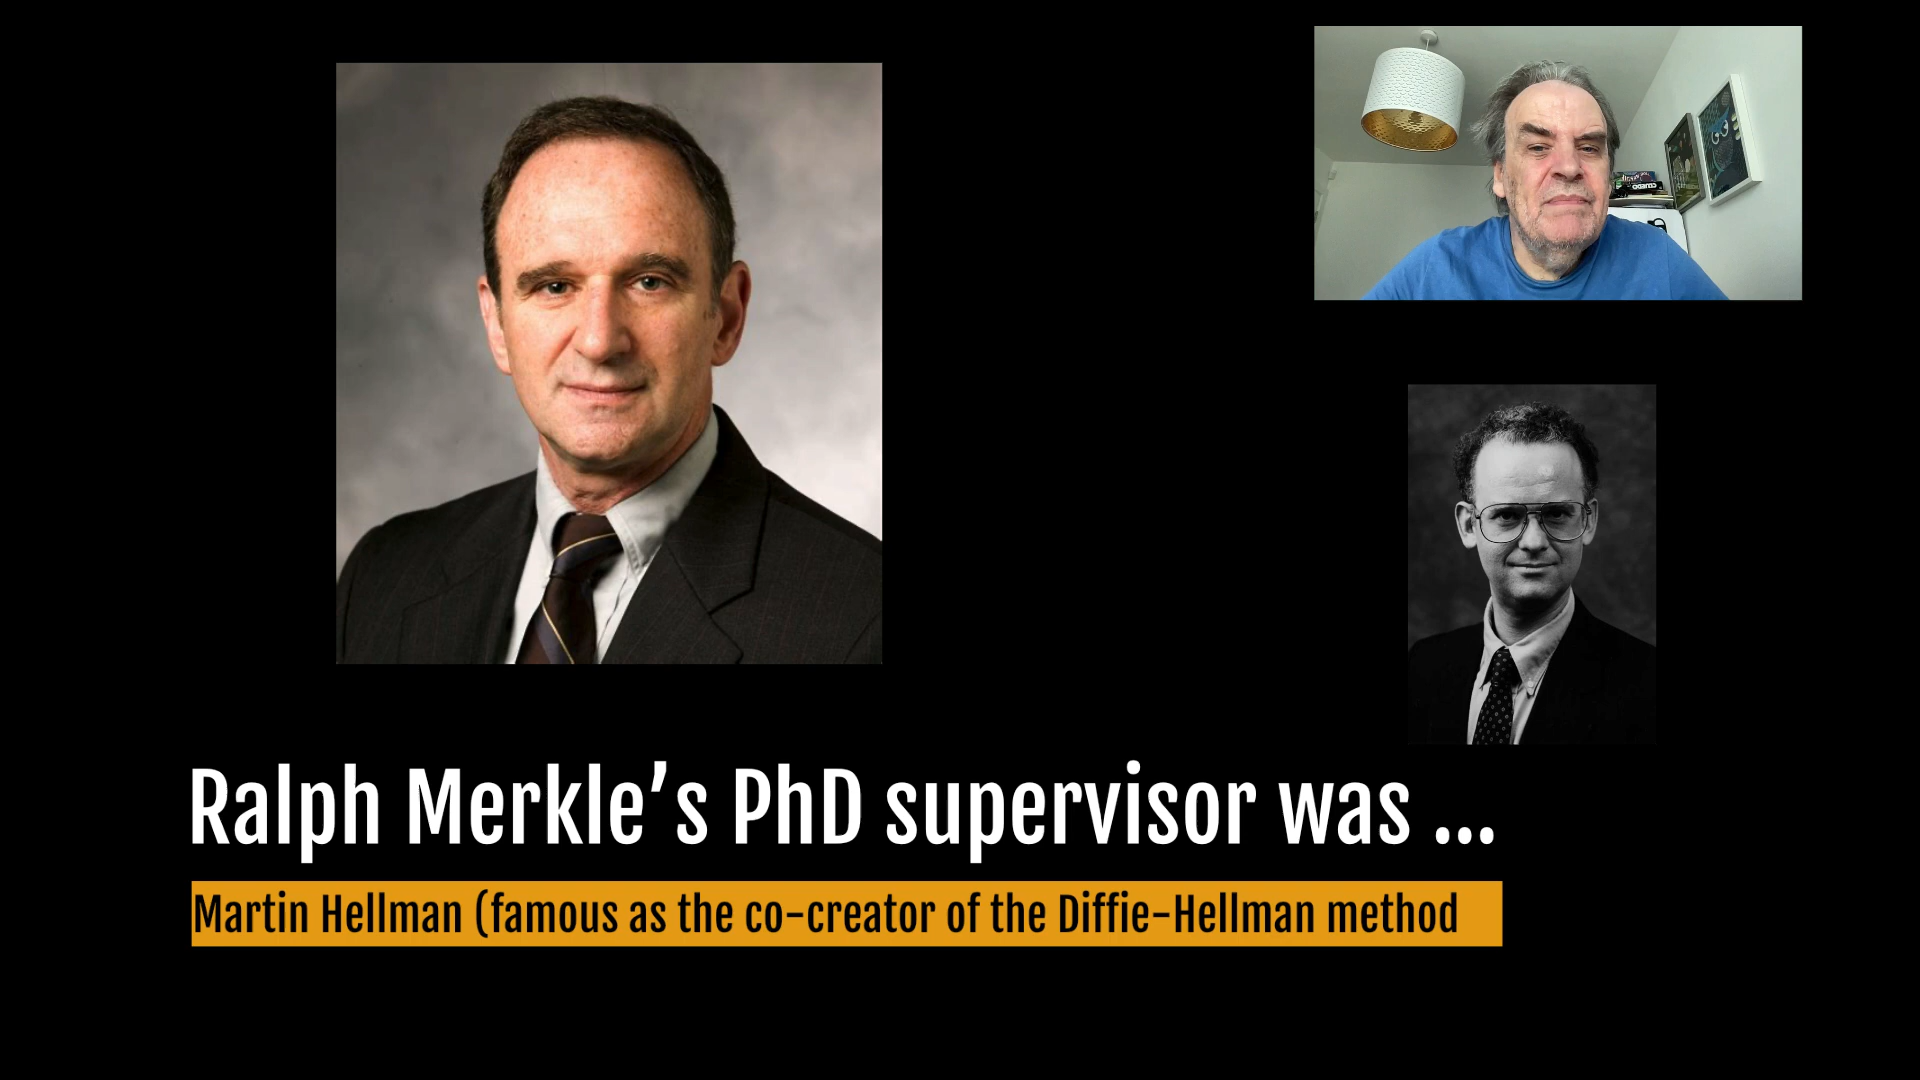 Ralph Merkle’s PhD supervisor was ...
Martin Hellman (famous as the co-creator of the Diffie-Hellman method